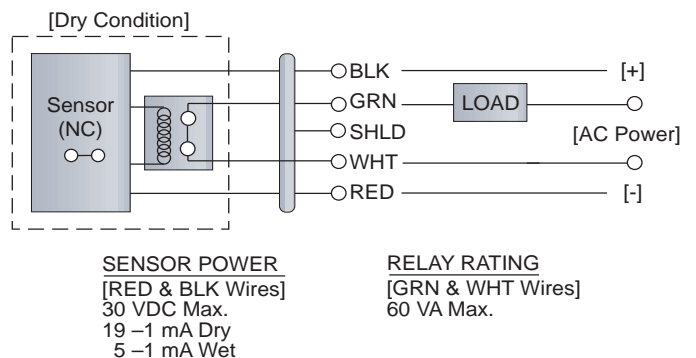 [Dry Condition]
Sensor
(NC)
BLK
[+]
GRN
LOAD
SHLD
[AC Power]
WHT
RED
[-]
SENSOR POWER
[RED & BLK Wires]
30 VDC Max.
19 –1 mA Dry
5 –1 mA Wet
RELAY RATING
[GRN & WHT Wires]
60 VA Max.